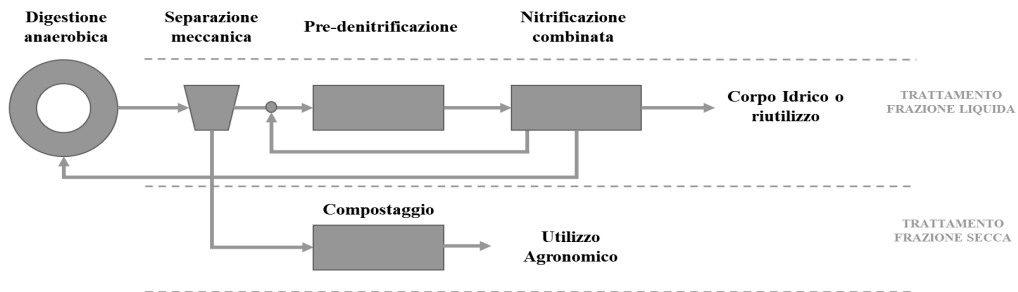 Digestione
anaerobica
Separazione
meccanica
Pre-denitrificazione
Nitrificazione
combinata
Corpo Idrico o
riutilizzo
TRATTAMENTO
FRAZIONE LIQUIDA
Compostaggio
Utilizzo
Agronomico
TRATTAMENTO
FRAZIONE SECCA